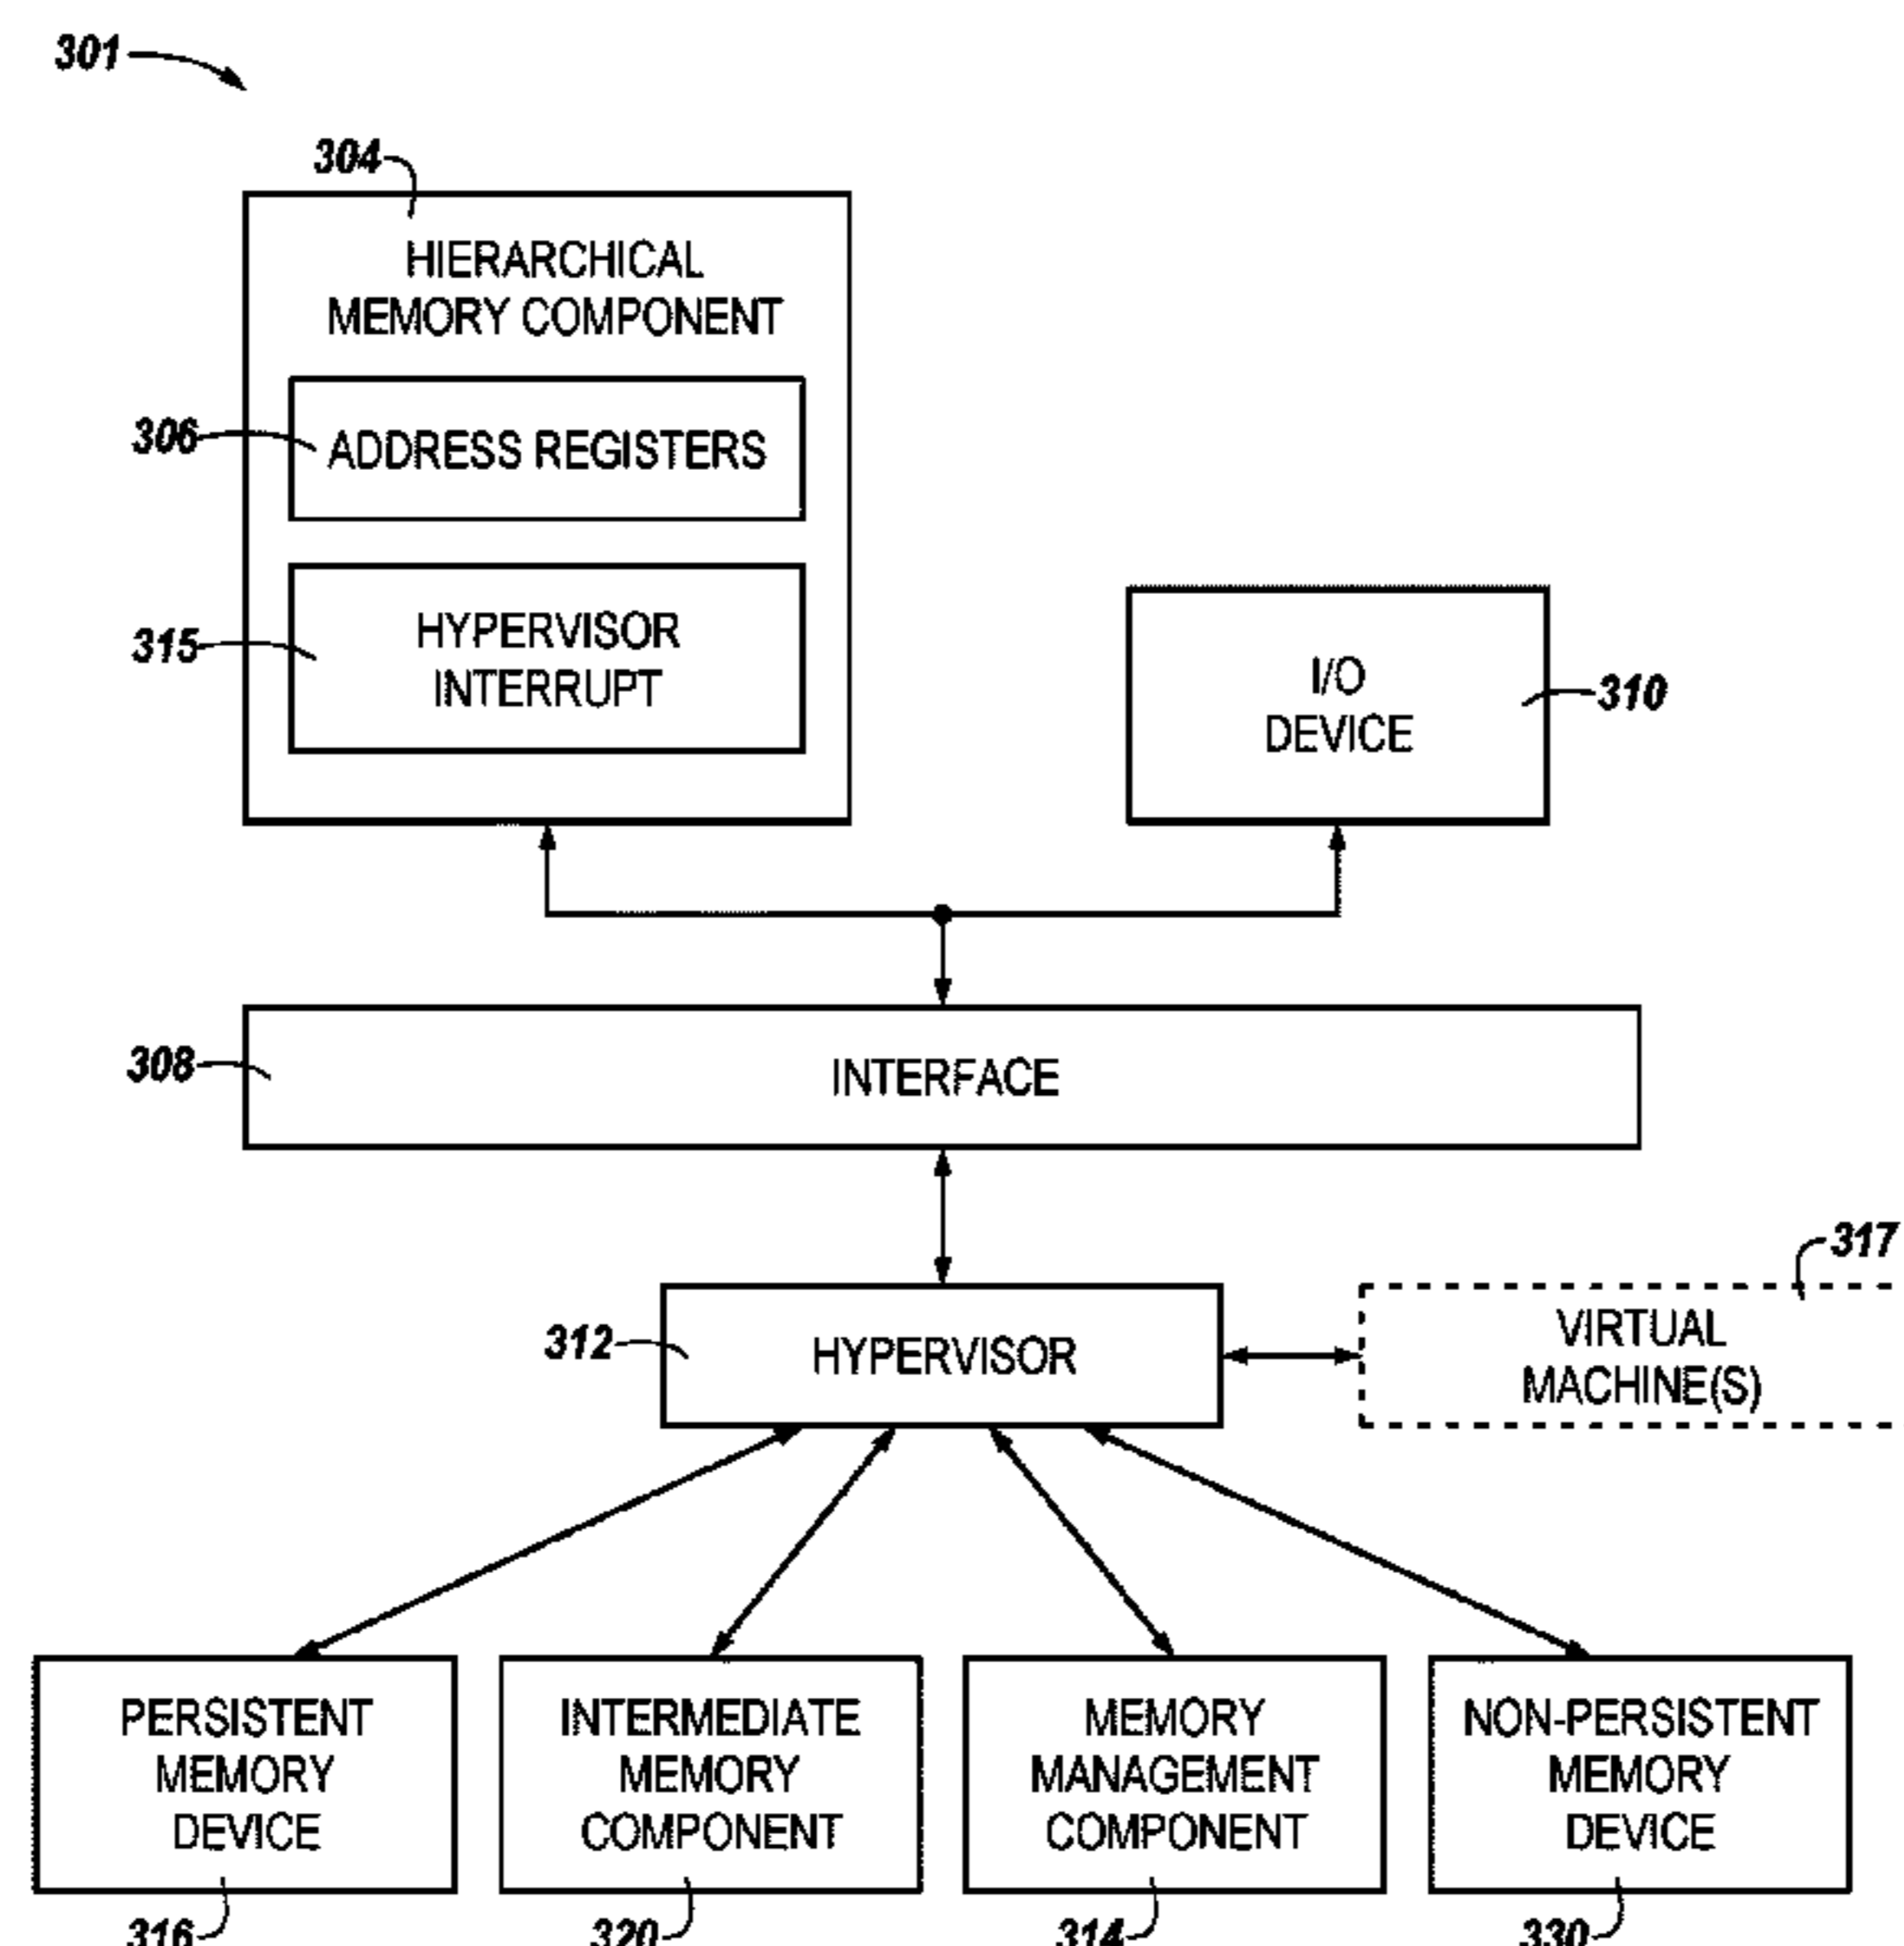 301
304
HIERARCHICAL
MEMORY COMPONENT
306
ADDRESS REGISTERS
315
HYPERVISOR
INTERRUPT
I/O
DEVICE
310
308
INTERFACE
317
312
HYPERVISOR
VIRTUAL
MACHINE(S)
PERSISTENT
MEMORY
DEVICE
INTERMEDIATE
MEMORY
COMPONENT
MEMORY
MANAGEMENT
COMPONENT
NON-PERSISTENT
MEMORY
DEVICE
316
320
314
330